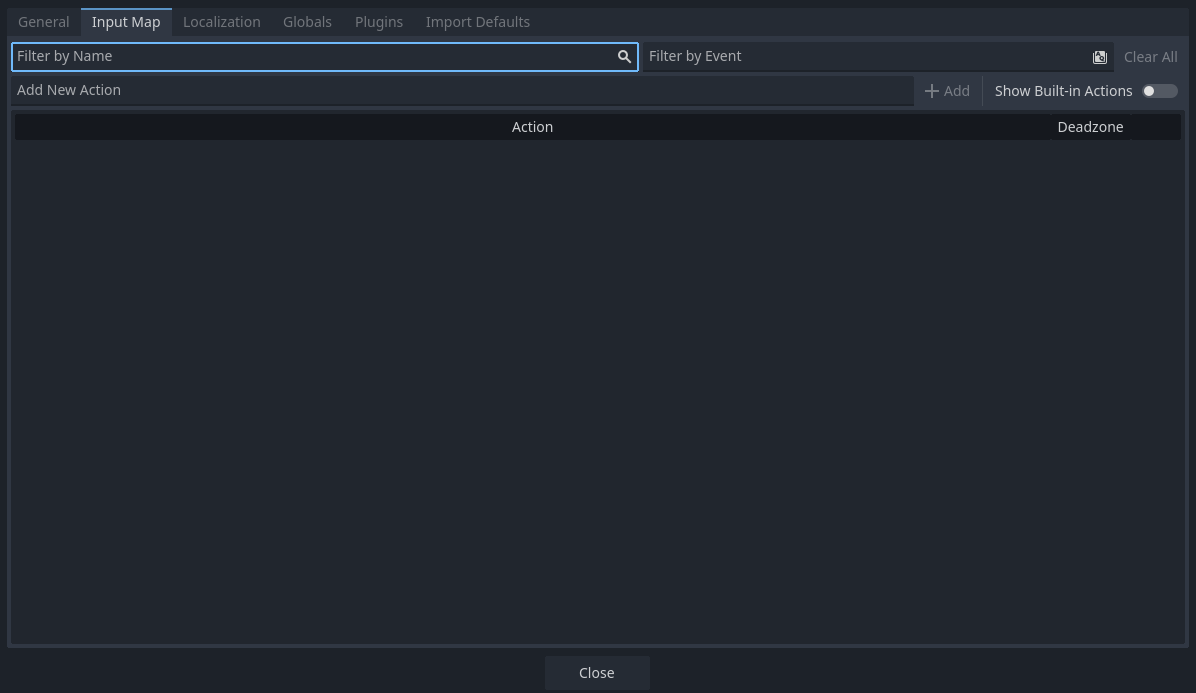 General Input Map Localization Globals Plugins Import Defaults
Filter by Name Filter by Event Clear All
Add New Action + Add Show Built-in Actions
Action Deadzone
Close